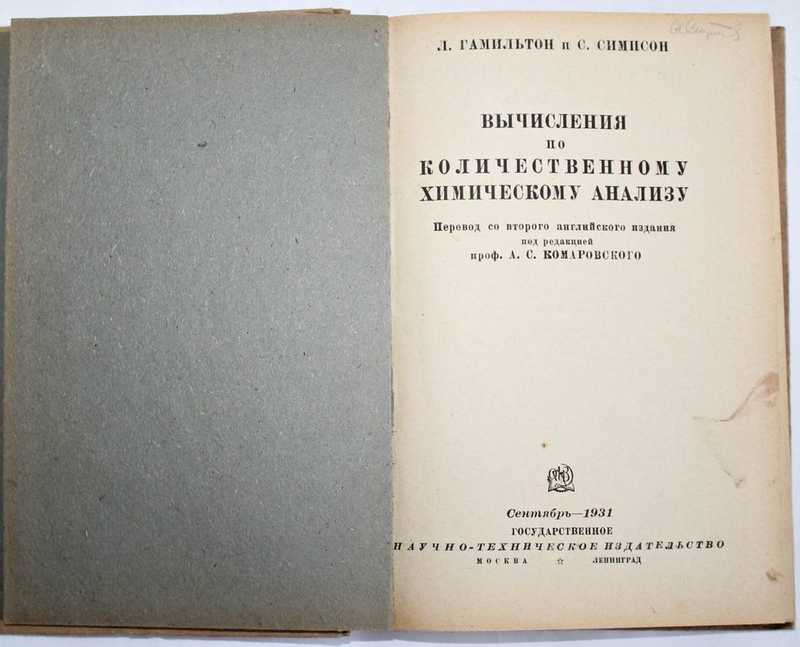 Л. ГАМИЛЬТОН и С. СИМПСОН
ВЫЧИСЛЕНИЯ
ПО
КОЛИЧЕСТВЕННОМУ
ХИМИЧЕСКОМУ АНАЛИЗУ
Перевод со второго английского издания
под редакцией
проф. А. С. КОМАРОВСКОГО
Сентябрь—1931
ГОСУДАРСТВЕННОЕ
НАУЧНО-ТЕХНИЧЕСКОЕ ИЗДАТЕЛЬСТВО
МОСКВА ☆ ЛЕНИНГРАД